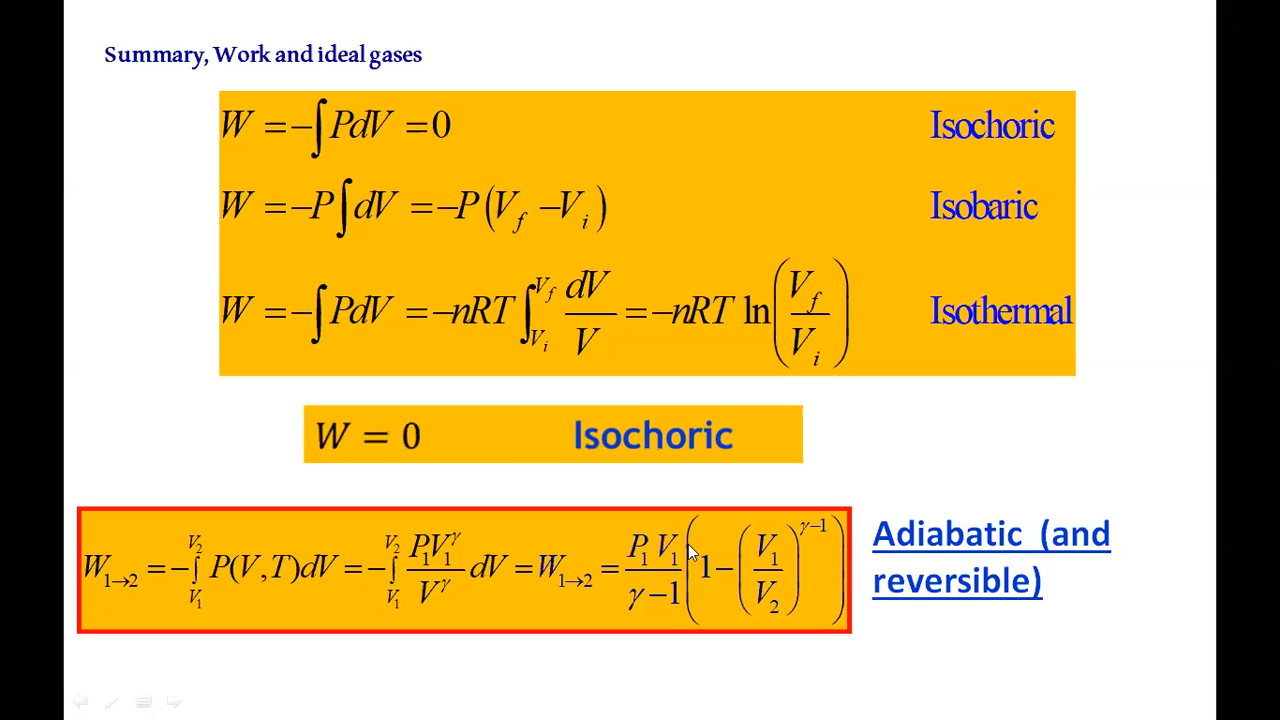 Summary, Work and ideal gases
W = −∫PdV = 0 Isochoric
W = −P∫dV = −P(V_f − V_i) Isobaric
W = −∫PdV = −nRT ∫_{V_i}^{V_f} dV/V = −nRT ln(V_f/V_i) Isothermal
W = 0 Isochoric
W_{1→2} = −∫_{V_1}^{V_2} P(V,T)dV = −∫_{V_1}^{V_2} P_1V_1^γ/V^γ dV = W_{1→2} = P_1V_1/(γ−1) (1−(V_1/V_2)^{γ−1})
Adiabatic (and
reversible)